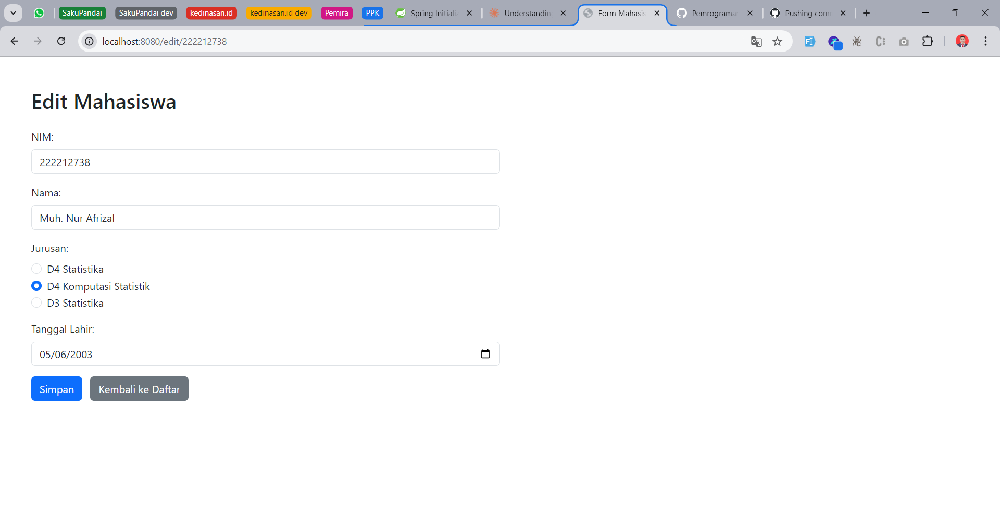 SakuPandai SakuPandai dev kedinasan.id kedinasan.id dev Pemira PPK Spring Initializ Understandin Form Mahasis Pemrograman Pushing com
localhost:8080/edit/222212738
Edit Mahasiswa
NIM:
222212738
Nama:
Muh. Nur Afrizal
Jurusan:
D4 Statistika
D4 Komputasi Statistik
D3 Statistika
Tanggal Lahir:
05/06/2003
Simpan Kembali ke Daftar